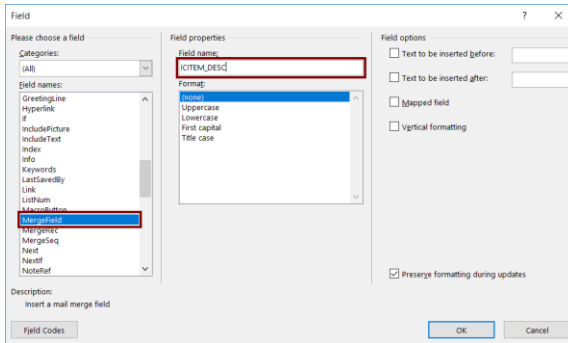 Field
? ×
Please choose a field
Categories:
(All)
Field names:
GreetingLine
Hyperlink
If
IncludePicture
IncludeText
Index
Info
Keywords
LastSavedBy
Link
ListNum
MacroButton
MergeField
MergeRec
MergeSeq
Next
NextIf
NoteRef
Field properties
Field name:
ICITEM_DESC
Format:
(none)
Uppercase
Lowercase
First capital
Title case
Field options
Text to be inserted before:
Text to be inserted after:
Mapped field
Vertical formatting
Preserve formatting during updates
Description:
Insert a mail merge field
Field Codes
OK
Cancel